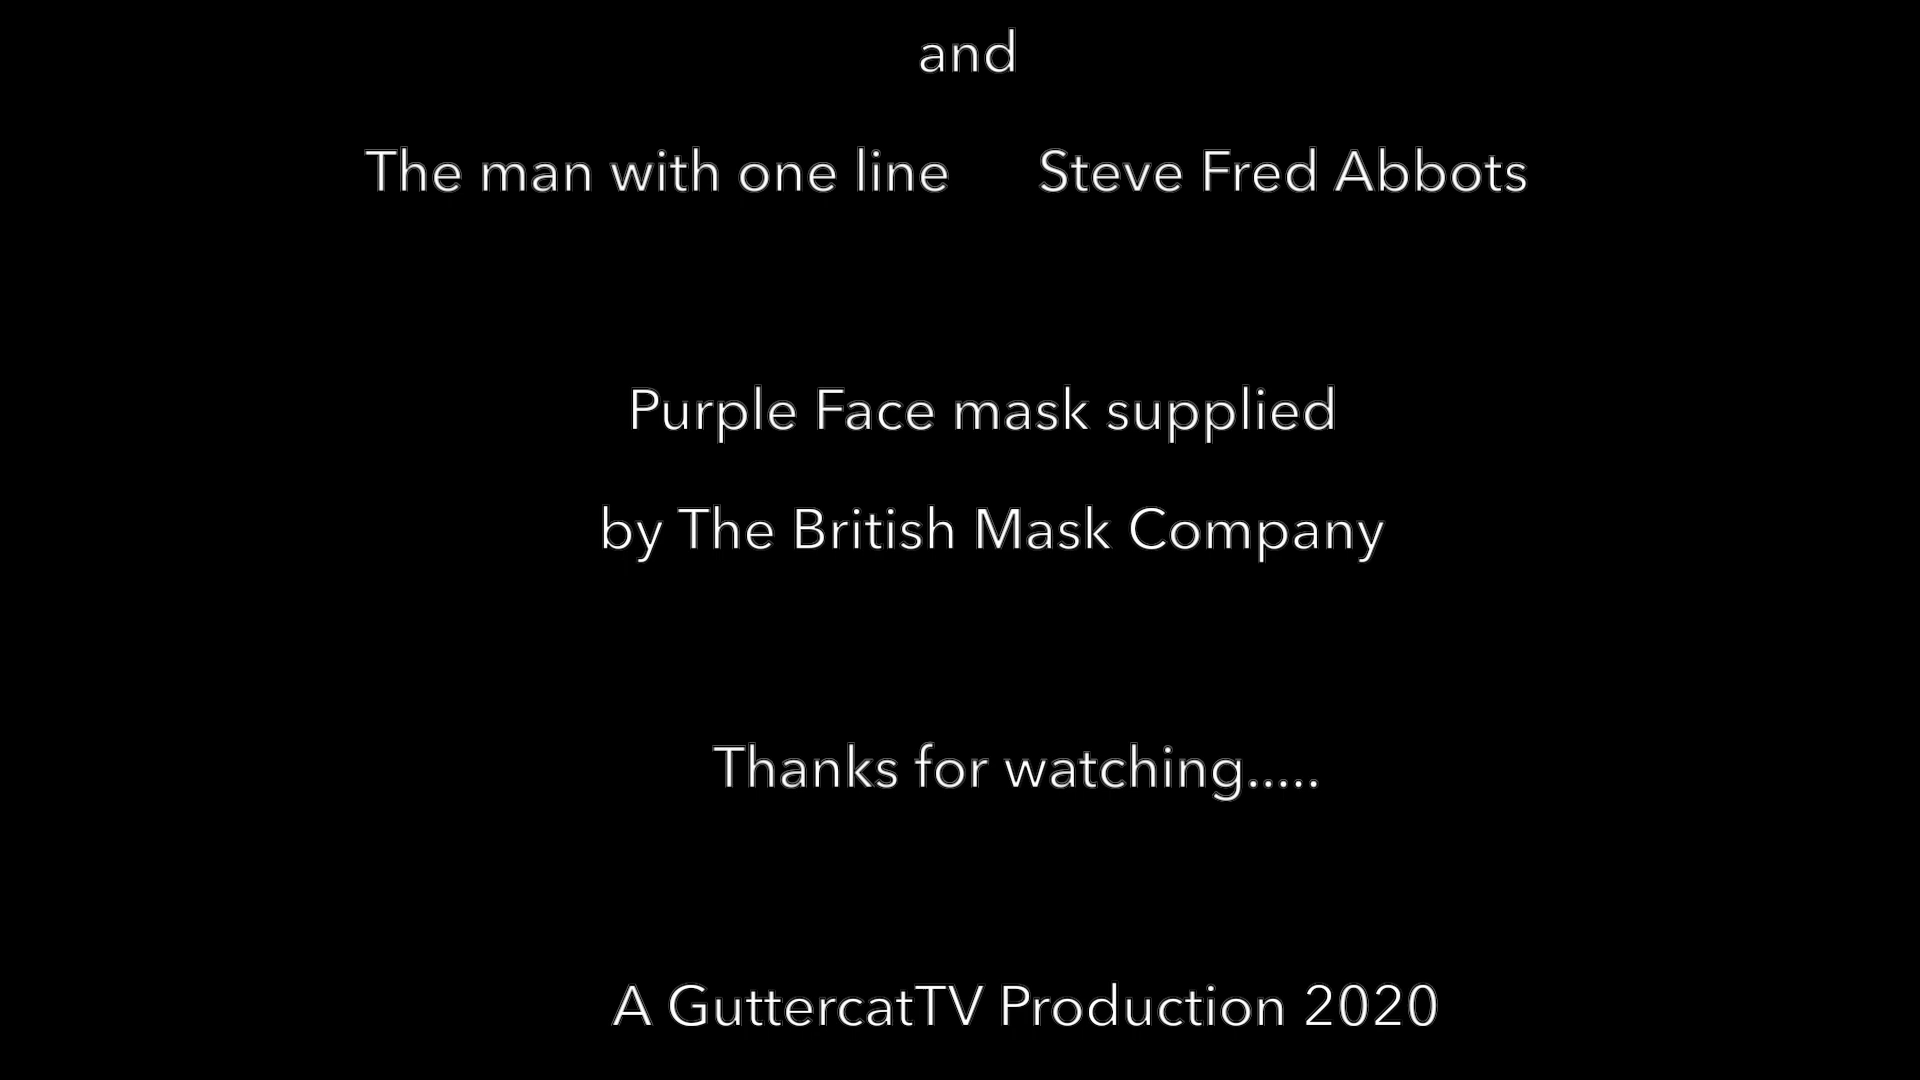 and
The man with one line Steve Fred Abbots
Purple Face mask supplied
by The British Mask Company
Thanks for watching.....
A GuttercatTV Production 2020